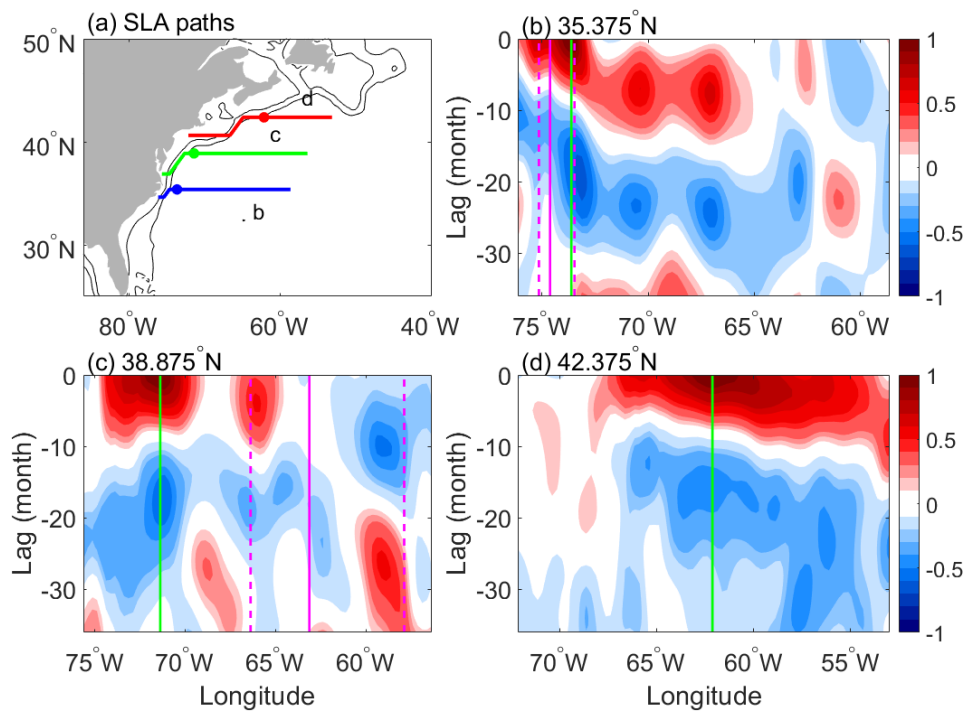 (a) SLA paths
50°N
40°N
30°N
80°W 60°W 40°W
d
c
b
(b) 35.375°N
Lag (month)
0
-10
-20
-30
75°W 70°W 65°W 60°W
1
0.5
0
-0.5
-1
(c) 38.875°N
Lag (month)
0
-10
-20
-30
75°W 70°W 65°W 60°W
Longitude
(d) 42.375°N
Lag (month)
0
-10
-20
-30
70°W 65°W 60°W 55°W
Longitude
1
0.5
0
-0.5
-1